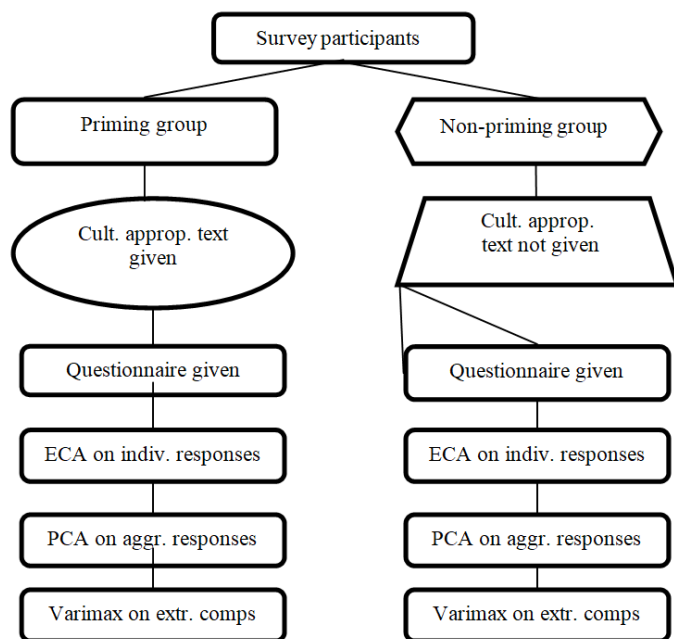 Survey participants
Priming group
Non-priming group
Cult. approp. text
given
Cult. approp.
text not given
Questionnaire given
Questionnaire given
ECA on indiv. responses
ECA on indiv. responses
PCA on aggr. responses
PCA on aggr. responses
Varimax on extr. comps
Varimax on extr. comps